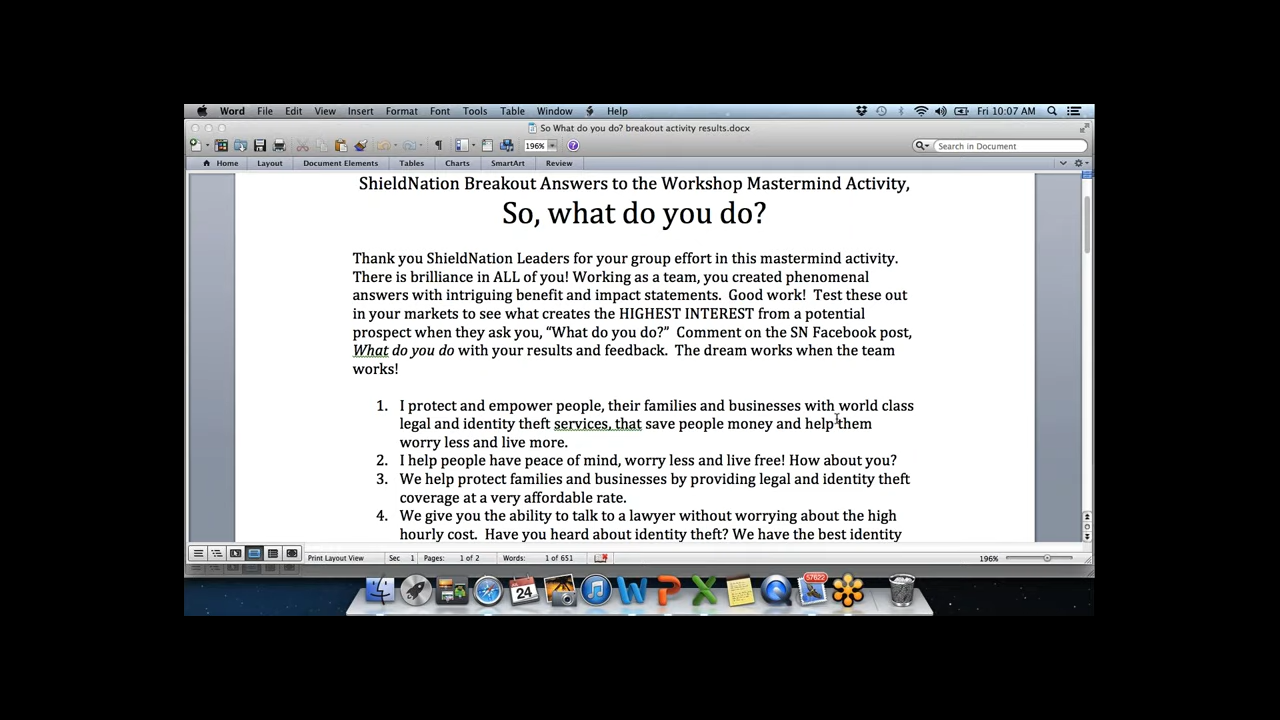 Word File Edit View Insert Format Font Tools Table Window Help Fri 10:07 AM
So What do you do? breakout activity results.docx
196% Search in Document
Home Layout Document Elements Tables Charts SmartArt Review
ShieldNation Breakout Answers to the Workshop Mastermind Activity,
So, what do you do?
Thank you ShieldNation Leaders for your group effort in this mastermind activity.
There is brilliance in ALL of you! Working as a team, you created phenomenal
answers with intriguing benefit and impact statements.  Good work!  Test these out
in your markets to see what creates the HIGHEST INTEREST from a potential
prospect when they ask you, “What do you do?”  Comment on the SN Facebook post,
What do you do with your results and feedback.  The dream works when the team
works!
1. I protect and empower people, their families and businesses with world class
legal and identity theft services, that save people money and help them
worry less and live more.
2. I help people have peace of mind, worry less and live free! How about you?
3. We help protect families and businesses by providing legal and identity theft
coverage at a very affordable rate.
4. We give you the ability to talk to a lawyer without worrying about the high
hourly cost.  Have you heard about identity theft? We have the best identity
Print Layout View Sec 1 Pages: 1 of 2 Words: 1 of 651 196%
24 57622